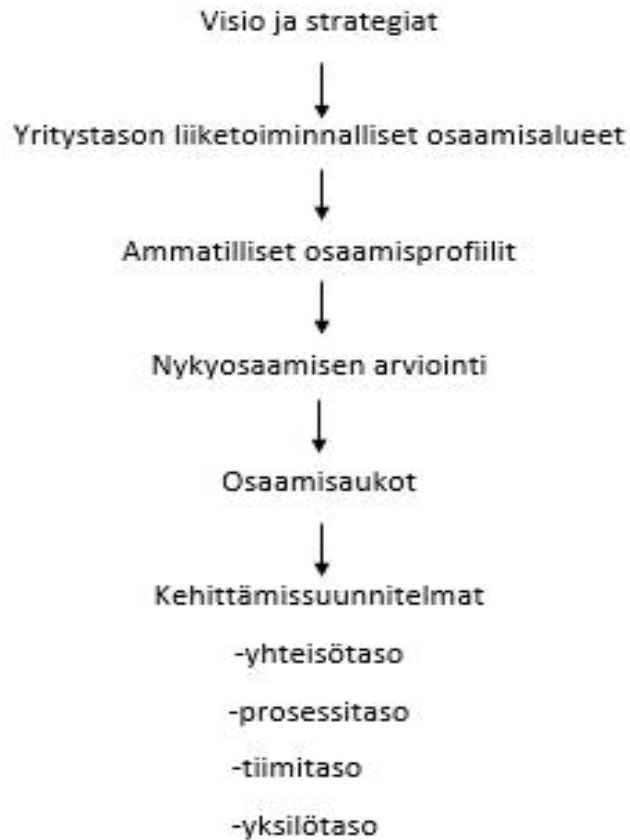 Visio ja strategiat
Yritystason liiketoiminnalliset osaamisalueet
Ammatilliset osaamisprofiilit
Nykyosaamisen arviointi
Osaamisaukot
Kehittämissuunnitelmat
-yhteisötaso
-prosessitaso
-tiimitaso
-yksilötaso